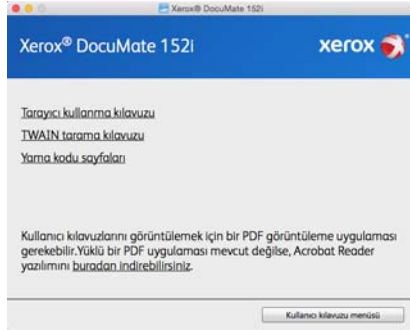 Xerox® DocuMate 152i
Xerox® DocuMate 152i
xerox
Tarayıcı kullanma kılavuzu
TWAIN tarama kılavuzu
Yama kodu sayfaları
Kullanıcı kılavuzlarını görüntülemek için bir PDF görüntüleme uygulaması
gerekebilir.Yüklü bir PDF uygulaması mevcut değilse, Acrobat Reader
yazılımını buradan indirebilirsiniz.
Kullanıcı kılavuzu menüsü